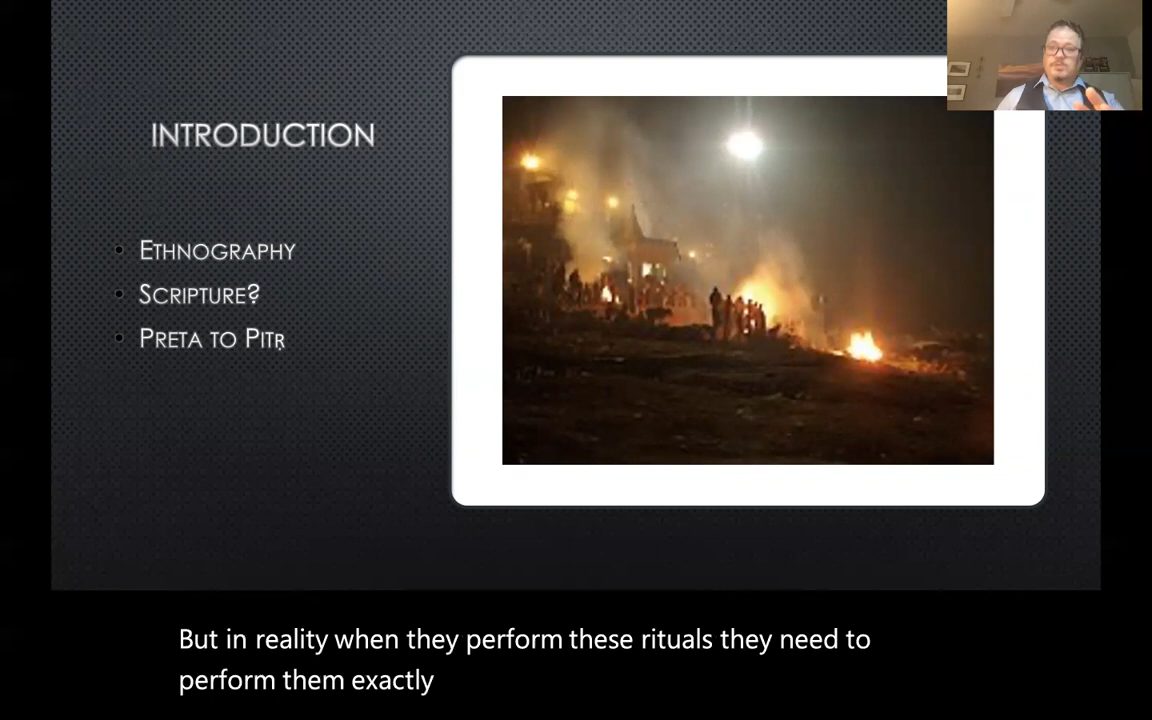 INTRODUCTION
ETHNOGRAPHY
SCRIPTURE?
PRETA TO PITṚ
But in reality when they perform these rituals they need to
perform them exactly